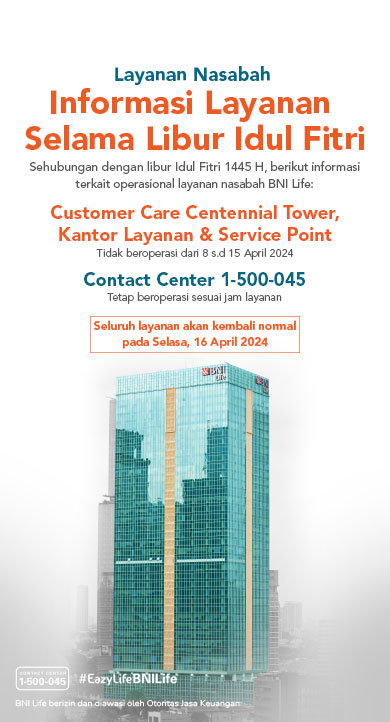 Layanan Nasabah
Informasi Layanan
Selama Libur Idul Fitri
Sehubungan dengan libur Idul Fitri 1445 H, berikut informasi
terkait operasional layanan nasabah BNI Life:
Customer Care Centennial Tower,
Kantor Layanan & Service Point
Tidak beroperasi dari 8 s.d 15 April 2024
Contact Center 1-500-045
Tetap beroperasi sesuai jam layanan
Seluruh layanan akan kembali normal
pada Selasa, 16 April 2024
BNI
Life
CONTACT CENTER
1-500-045
#EazyLifeBNILife
BNI Life berizin dan diawasi oleh Otoritas Jasa Keuangan